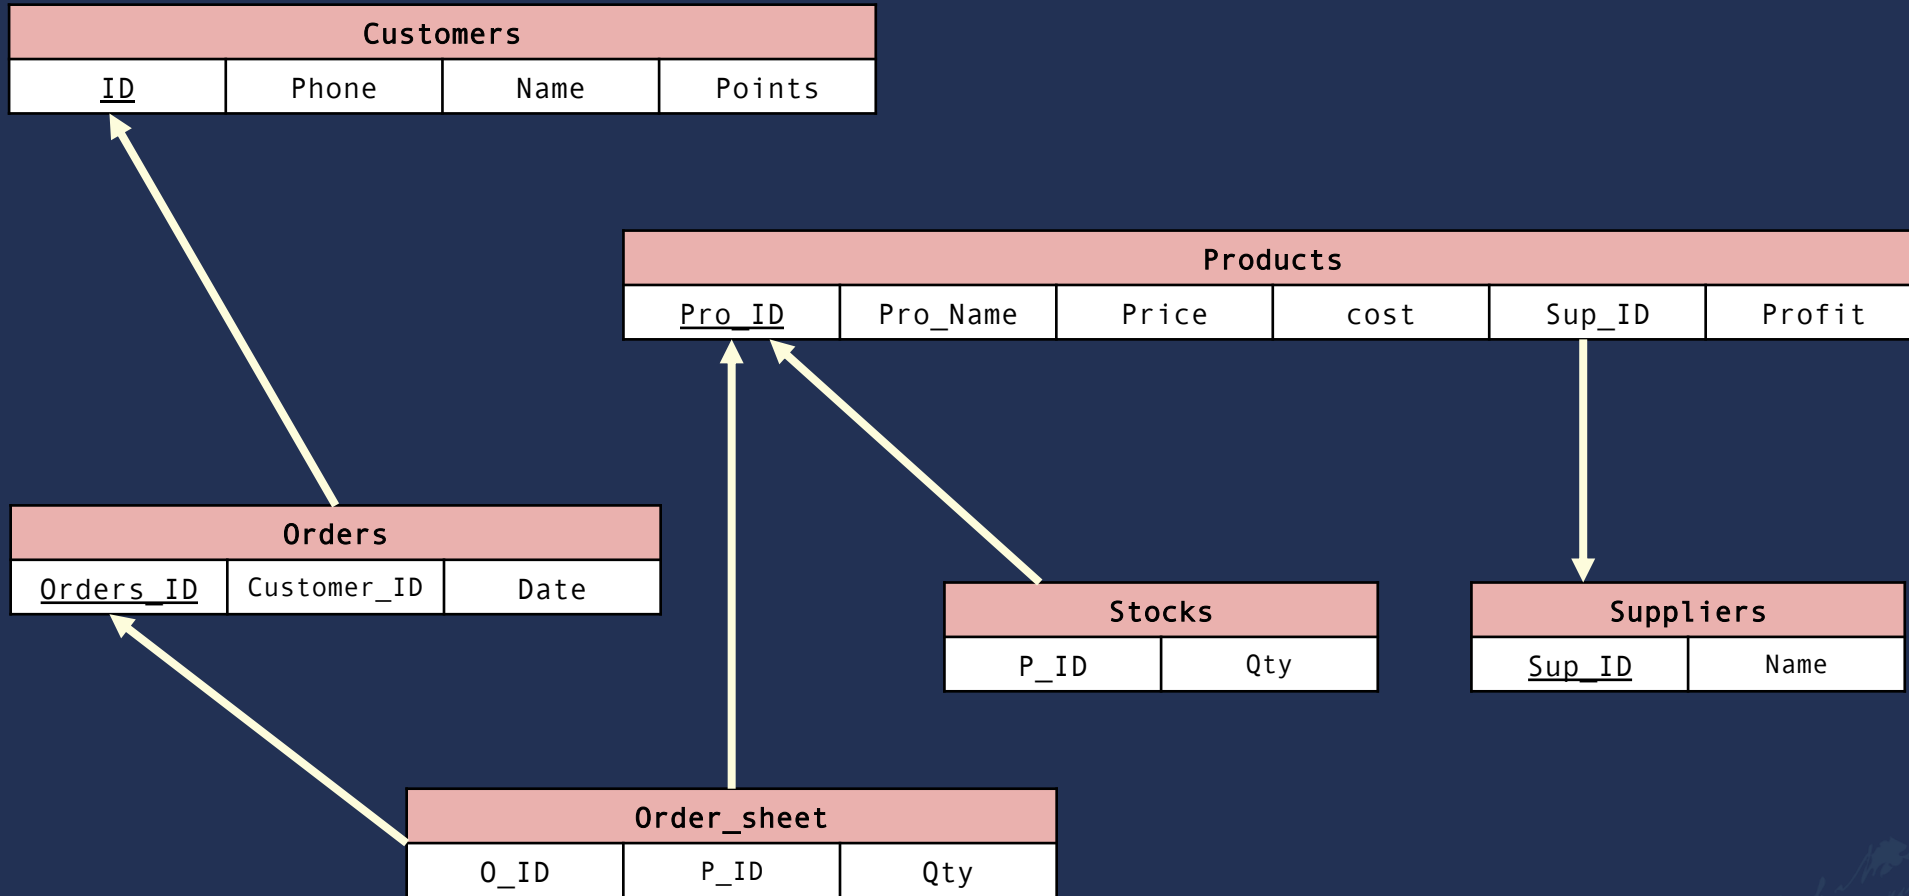 Customers
ID Phone Name Points
Products
Pro_ID Pro_Name Price cost Sup_ID Profit
Orders
Orders_ID Customer_ID Date
Stocks
P_ID Qty
Suppliers
Sup_ID Name
Order_sheet
O_ID P_ID Qty